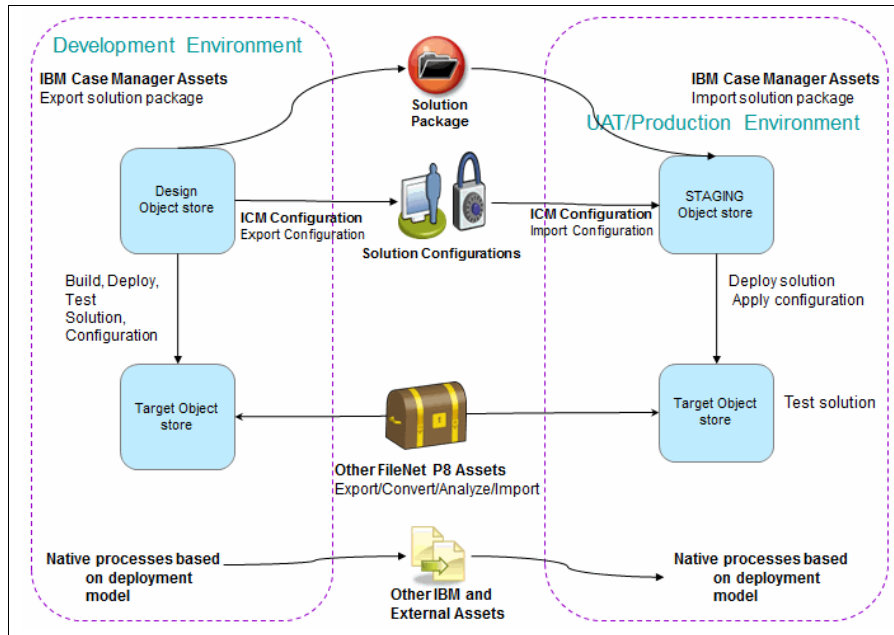 Development Environment
IBM Case Manager Assets
Export solution package
Solution
Package
IBM Case Manager Assets
Import solution package
UAT/Production Environment
Design
Object store
ICM Configuration
Export Configuration
Solution Configurations
ICM Configuration
Import Configuration
STAGING
Object store
Build, Deploy,
Test
Solution,
Configuration
Deploy solution
Apply configuration
Target Object
store
Other FileNet P8 Assets
Export/Convert/Analyze/Import
Target Object
store
Test solution
Native processes based
on deployment
model
Other IBM and
External Assets
Native processes based
on deployment
model